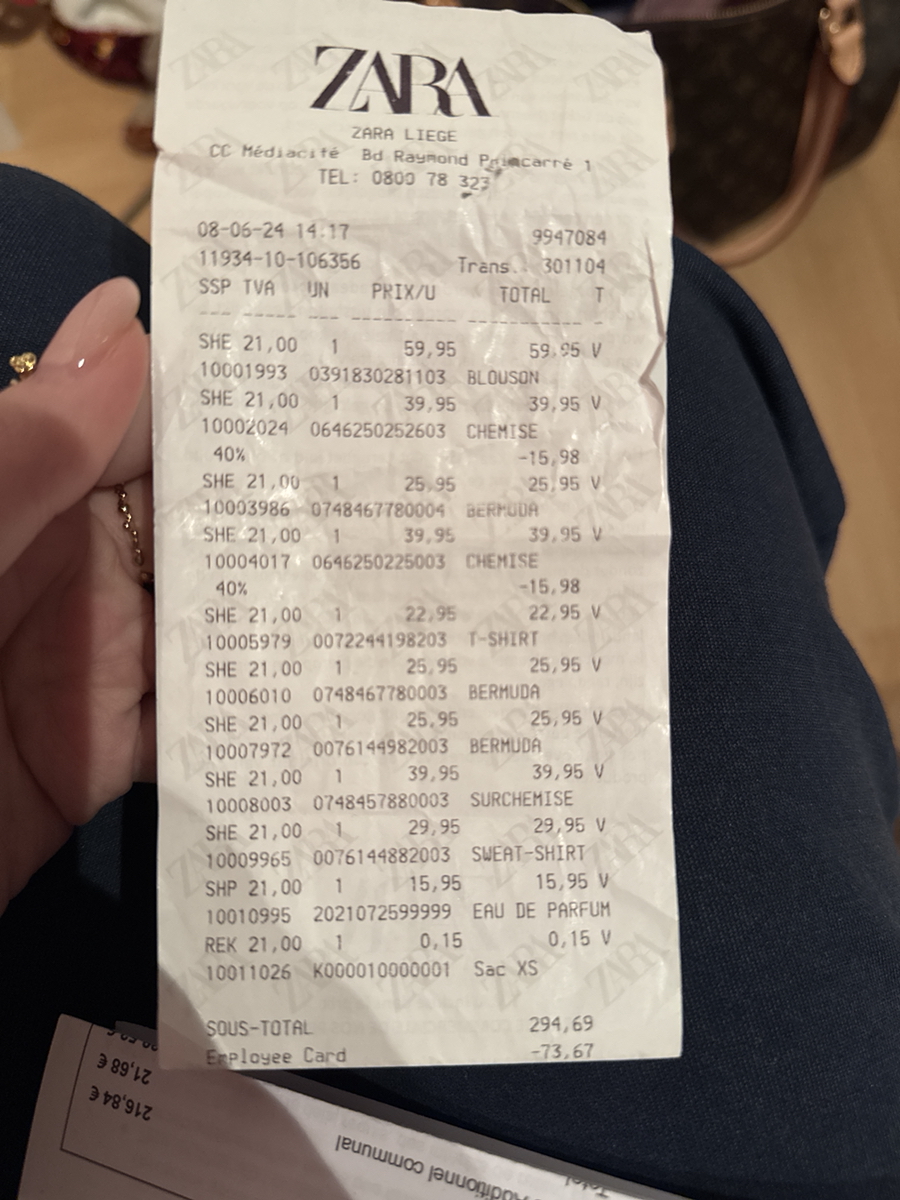 ZARA
ZARA LIEGE
CC Médiacité Bd Raymond Poincarré 1
TEL: 0800 78 323
08-06-24 14:17 9947084
11934-10-106356 Trans.. 301104
SSP TVA UN PRIX/U TOTAL T
--- ----- --- ---------- ----------- -
SHE 21,00 1 59,95 59,95 V
10001993 0391830281103 BLOUSON
SHE 21,00 1 39,95 39,95 V
10002024 0646250252603 CHEMISE
40% -15,98
SHE 21,00 1 25,95 25,95 V
10003986 0748467780004 BERMUDA
SHE 21,00 1 39,95 39,95 V
10004017 0646250225003 CHEMISE
40% -15,98
SHE 21,00 1 22,95 22,95 V
10005979 0072244198203 T-SHIRT
SHE 21,00 1 25,95 25,95 V
10006010 0748467780003 BERMUDA
SHE 21,00 1 25,95 25,95 V
10007972 0076144982003 BERMUDA
SHE 21,00 1 39,95 39,95 V
10008003 0748457880003 SURCHEMISE
SHE 21,00 1 29,95 29,95 V
10009965 0076144882003 SWEAT-SHIRT
SHP 21,00 1 15,95 15,95 V
10010995 2021072599999 EAU DE PARFUM
REK 21,00 1 0,15 0,15 V
10011026 K000010000001 Sac XS
SOUS-TOTAL 294,69
Employee Card -73,67
21,68 €
216,84 €
Additionnel communal